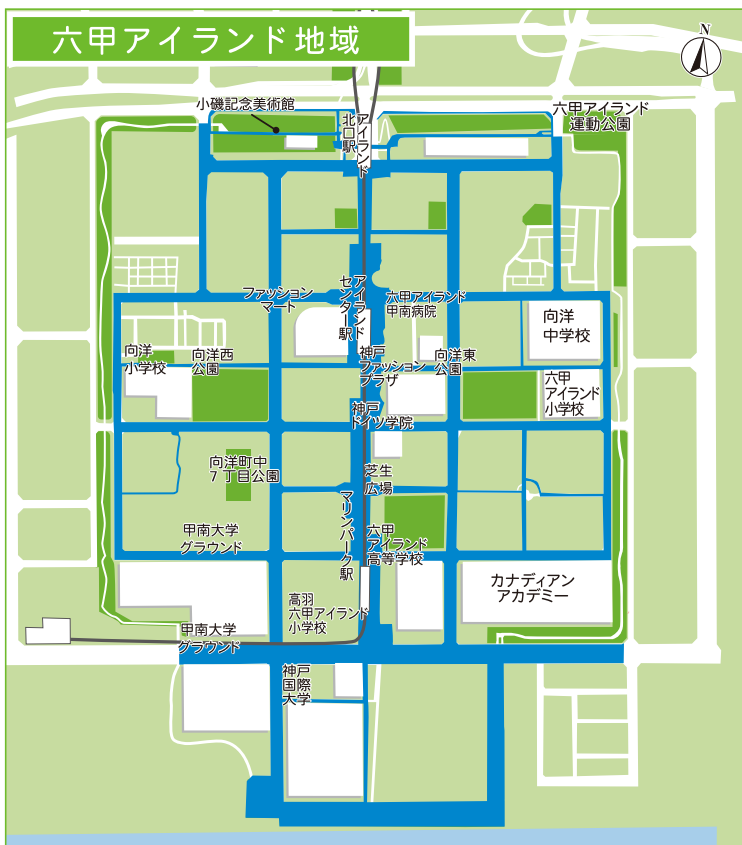 六甲アイランド地域
N
小磯記念美術館
アイランド
北口駅
六甲アイランド
運動公園
ファッション
マート
アイランド
センター駅
六甲アイランド
甲南病院
向洋
中学校
向洋
小学校
向洋西
公園
神戸
ファッション
プラザ
向洋東
公園
六甲
アイランド
小学校
神戸
ドイツ学院
向洋町中
7丁目公園
芝生
広場
マリンパーク駅
甲南大学
グラウンド
六甲
アイランド
高等学校
カナディアン
アカデミー
高羽
六甲アイランド
小学校
甲南大学
グラウンド
神戸
国際
大学